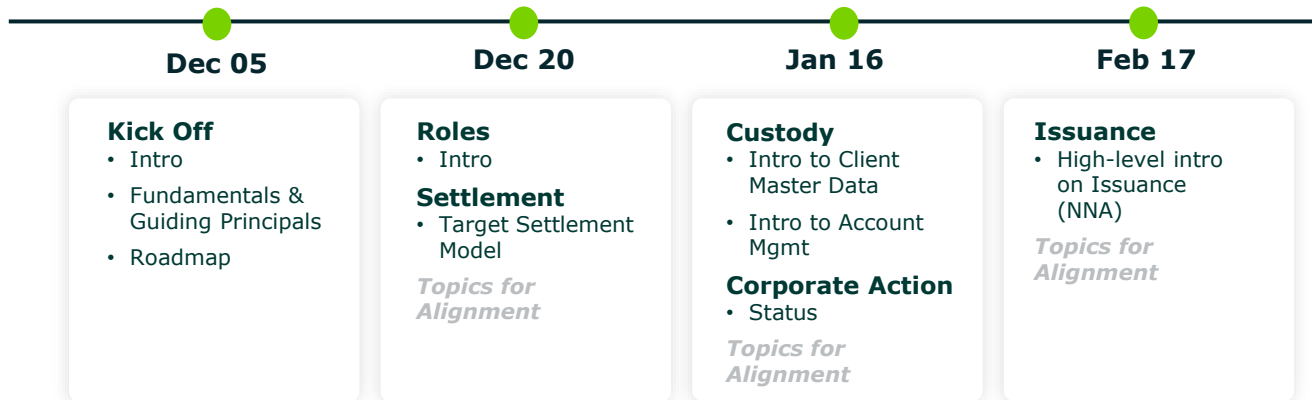 Dec 05
Kick Off
• Intro
• Fundamentals &
Guiding Principals
• Roadmap
Dec 20
Roles
• Intro
Settlement
• Target Settlement
Model
Topics for
Alignment
Jan 16
Custody
• Intro to Client
Master Data
• Intro to Account
Mgmt
Corporate Action
• Status
Topics for
Alignment
Feb 17
Issuance
• High-level intro
on Issuance
(NNA)
Topics for
Alignment